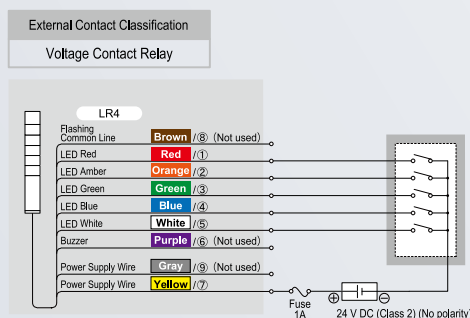 External Contact Classification
Voltage Contact Relay
LR4
Flashing
Common Line Brown /⑧ (Not used)
LED Red Red /①
LED Amber Orange /②
LED Green Green /③
LED Blue Blue /④
LED White White /⑤
Buzzer Purple /⑥ (Not used)
Power Supply Wire Gray /⑨ (Not used)
Power Supply Wire Yellow /⑦
Fuse
1A
⊕ ⊖
24 V DC (Class 2) (No polarity)